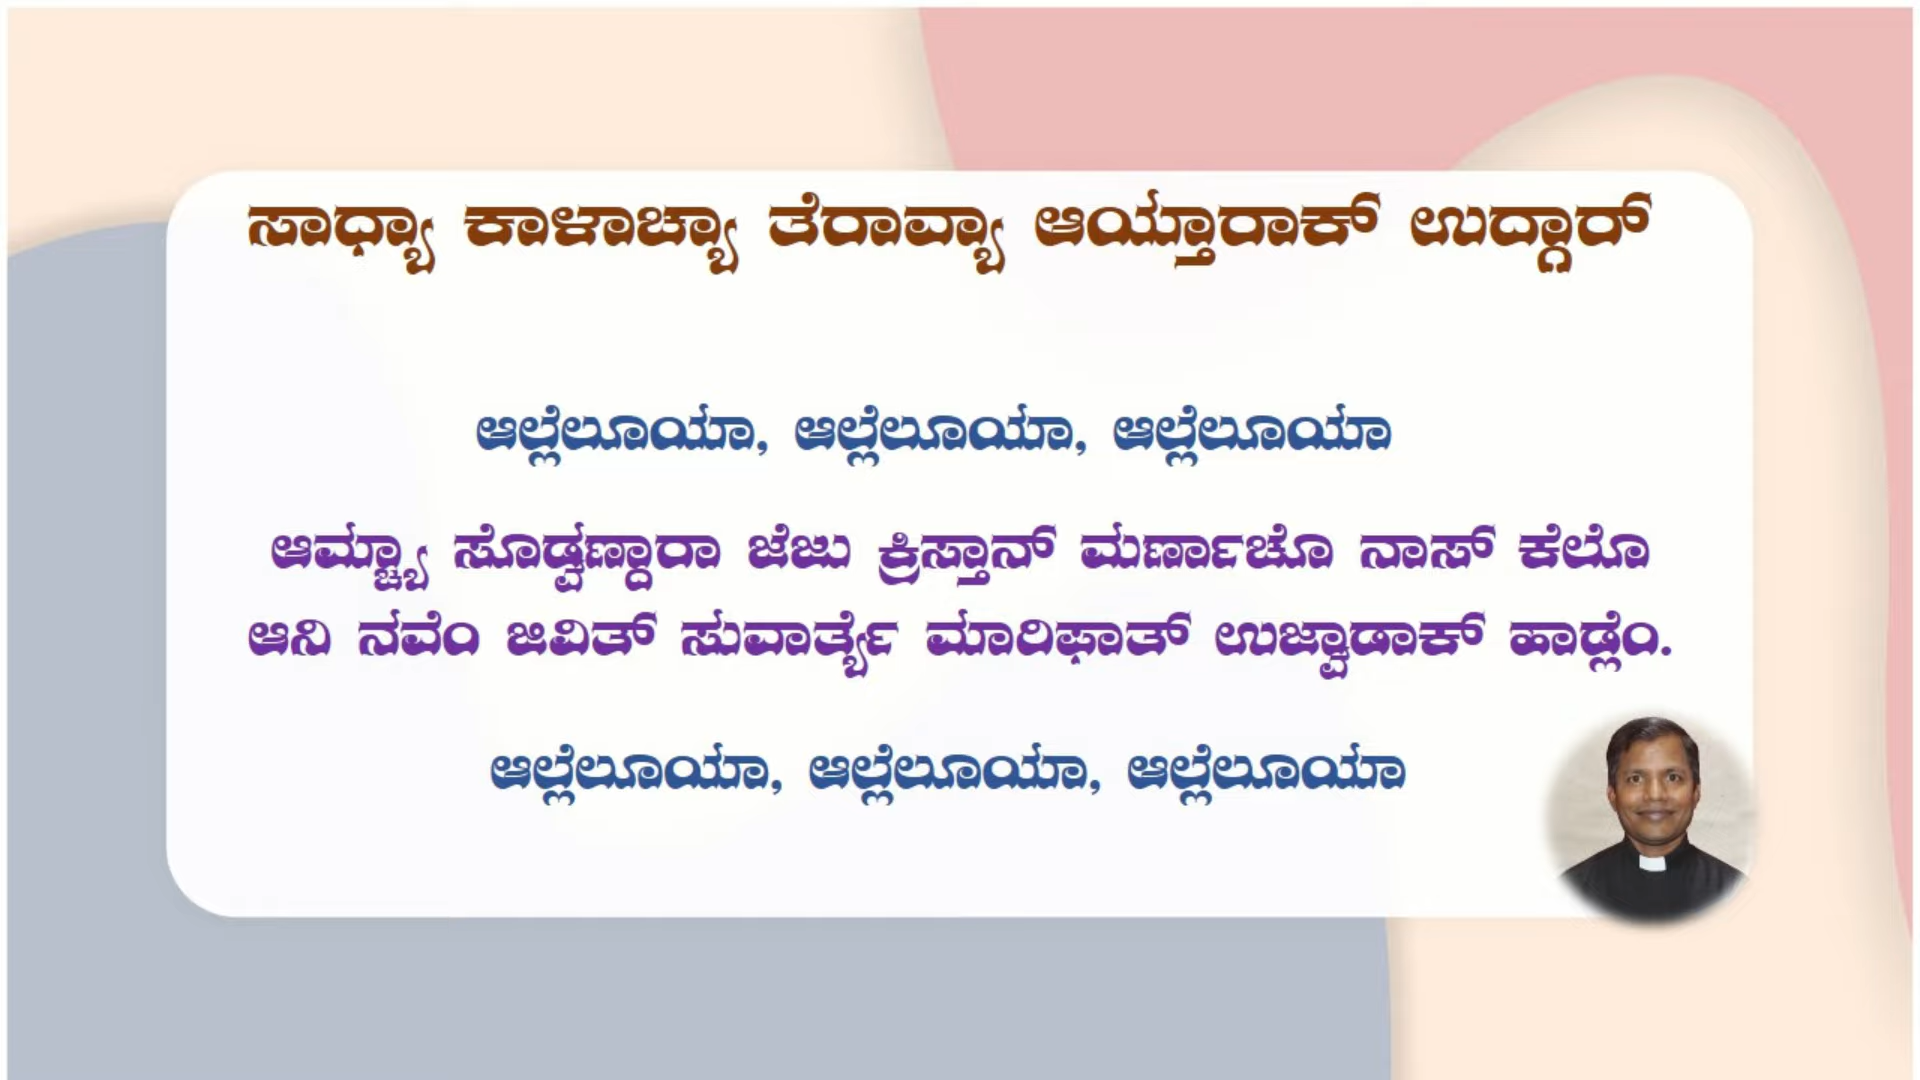 ಸಾಧ್ಯಾ ಕಾಳಾಚ್ಯಾ ತೆರಾವ್ಯಾ ಆಯ್ತಾರಾಕ್ ಉದ್ಗಾರ್
ಆಲ್ಲೆಲೂಯಾ, ಆಲ್ಲೆಲೂಯಾ, ಆಲ್ಲೆಲೂಯಾ
ಆಮ್ಚ್ಯಾ ಸೊಡ್ವಣ್ದಾರಾ ಜೆಜು ಕ್ರಿಸ್ತಾನ್ ಮರ್ಣಾಚೊ ನಾಸ್ ಕೆಲೊ
ಆನಿ ನವೆಂ ಜಿವಿತ್ ಸುವಾರ್ತ್ಯೆ ಮಾರಿಫಾತ್ ಉಜ್ವಾಡಾಕ್ ಹಾಡ್ಲೆಂ.
ಆಲ್ಲೆಲೂಯಾ, ಆಲ್ಲೆಲೂಯಾ, ಆಲ್ಲೆಲೂಯಾ